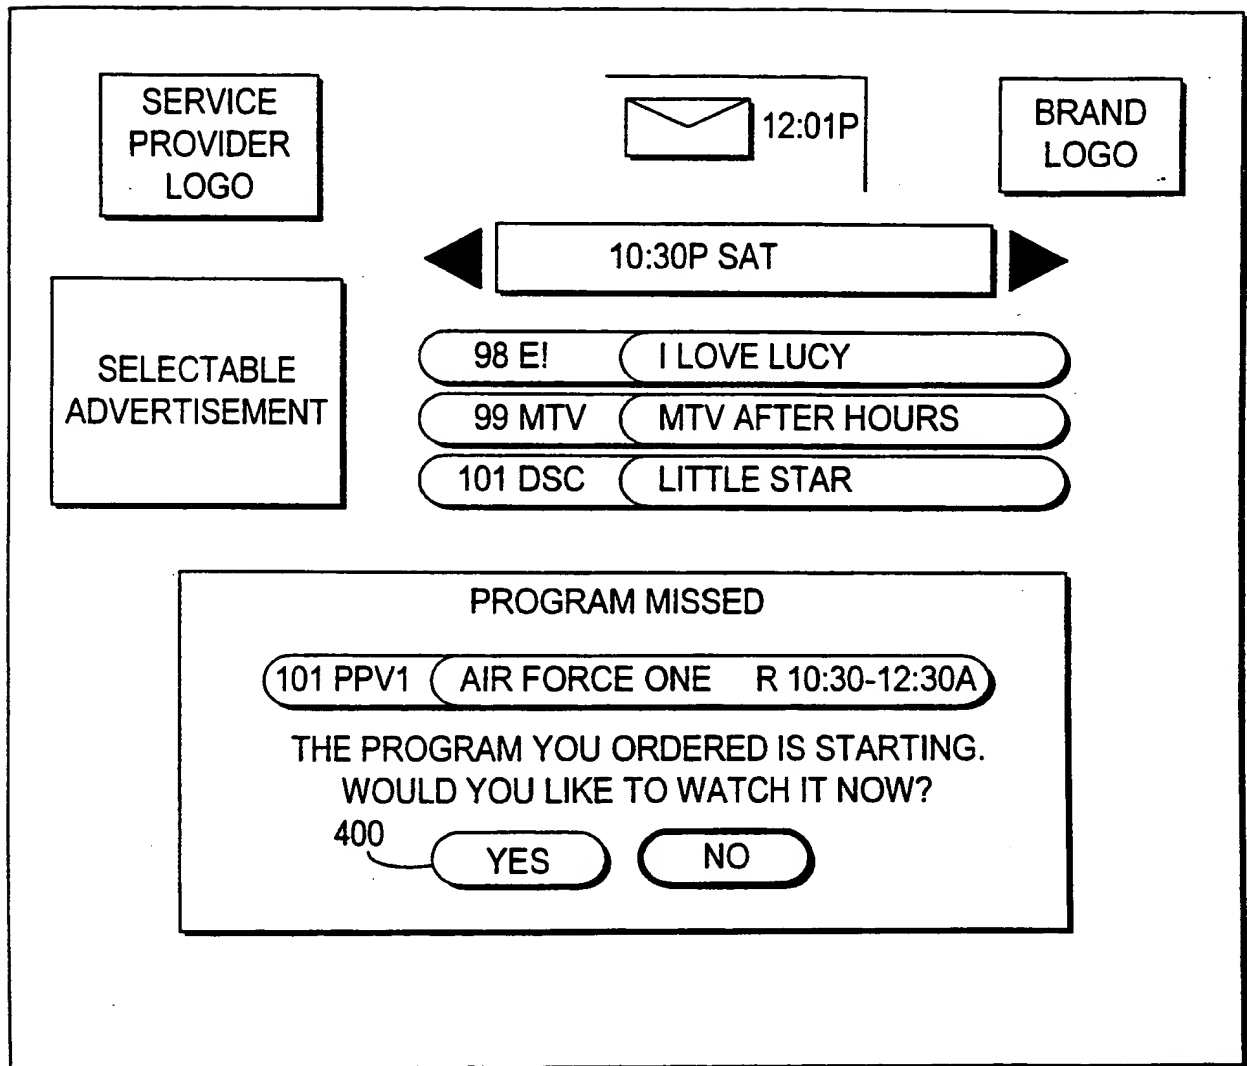 SERVICE
PROVIDER
LOGO
12:01P
BRAND
LOGO
10:30P SAT
SELECTABLE
ADVERTISEMENT
98 E! I LOVE LUCY
99 MTV MTV AFTER HOURS
101 DSC LITTLE STAR
PROGRAM MISSED
101 PPV1 AIR FORCE ONE R 10:30-12:30A
THE PROGRAM YOU ORDERED IS STARTING.
WOULD YOU LIKE TO WATCH IT NOW?
400
YES NO